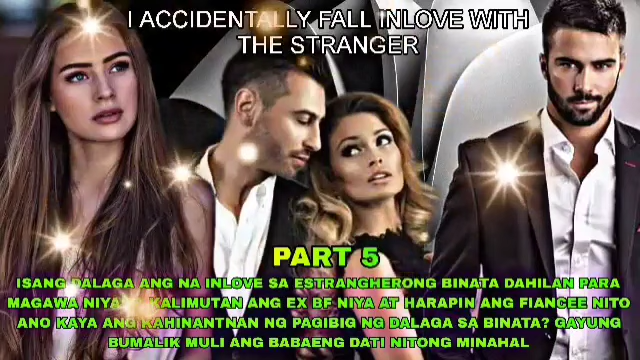 I ACCIDENTALLY FALL INLOVE WITH
THE STRANGER
PART 5
ISANG DALAGA ANG NA INLOVE SA ESTRANGHERONG BINATA DAHILAN PARA
MAGAWA KALIMUTAN ANG EX BF NIYA AT HARAPIN ANG FIANCEE NITO
ANO KAYA ANG KAHINANTNAN NG PAGIBIG NG DALAGA SA BINATA? GAYUNG
BUMALIK MULI ANG BABAENG DATI NITONG MINAHAL